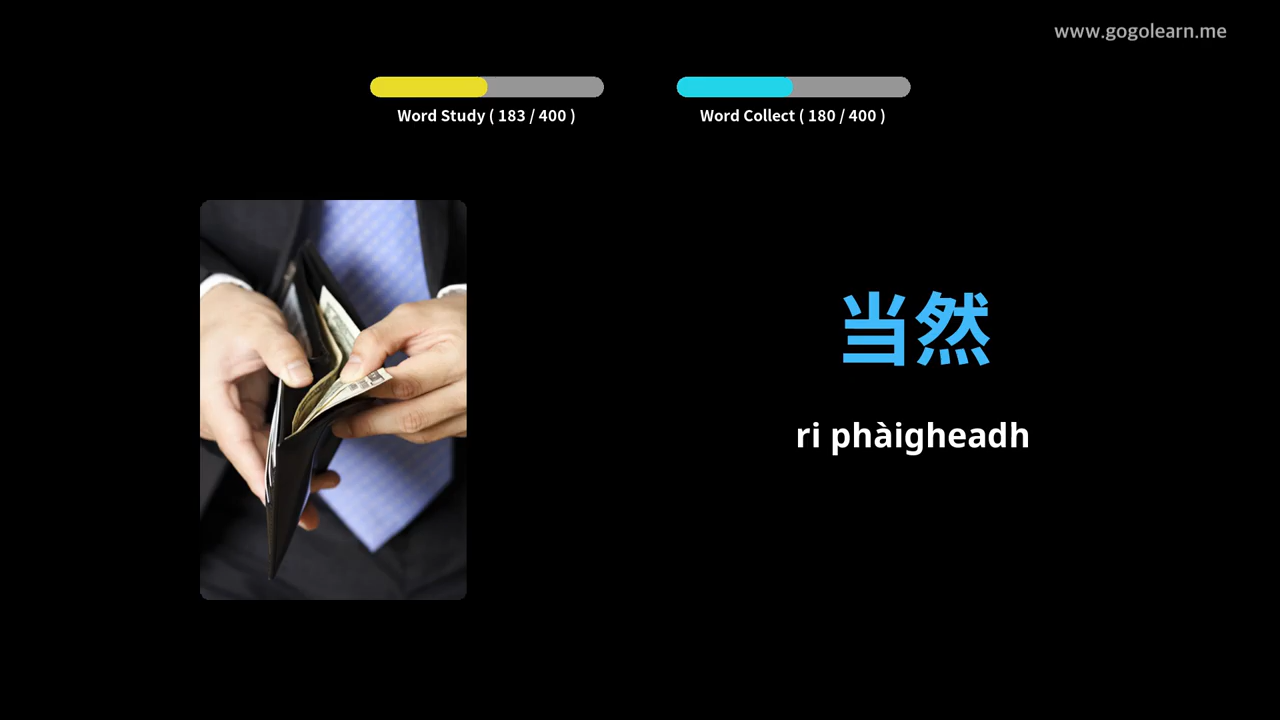 www.gogolearn.me
Word Study ( 183 / 400 )
Word Collect ( 180 / 400 )
当然
ri phàigheadh